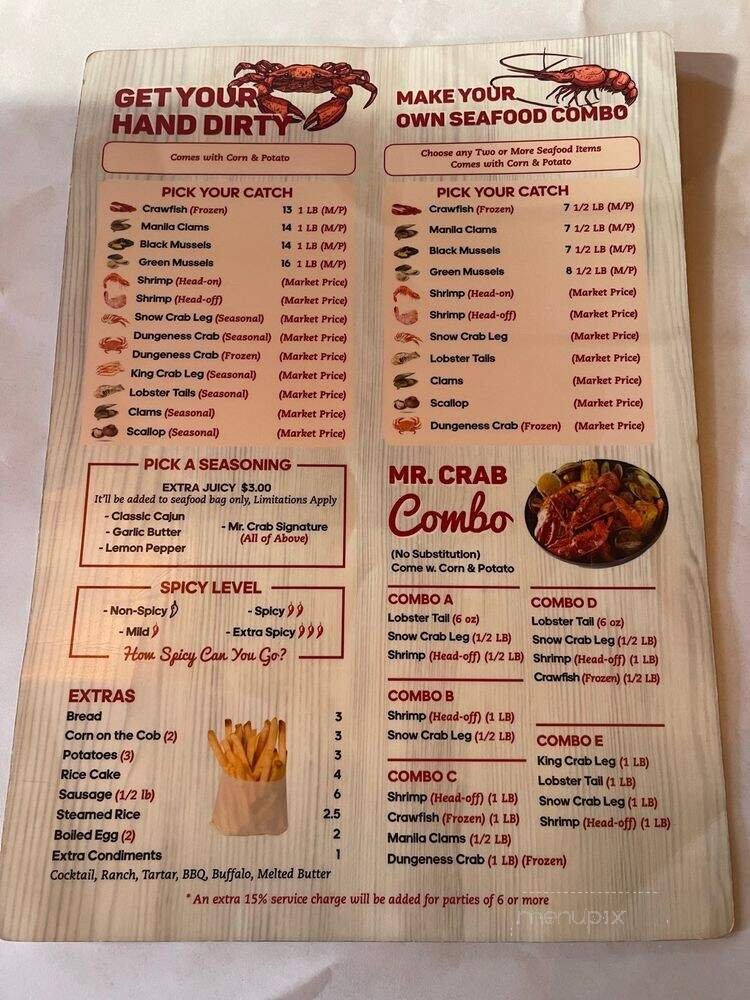 GET YOUR
HAND DIRTY
Comes with Corn & Potato
PICK YOUR CATCH
Crawfish (Frozen) 13 1 LB (M/P)
Manila Clams 14 1 LB (M/P)
Black Mussels 14 1 LB (M/P)
Green Mussels 16 1 LB (M/P)
Shrimp (Head-on) (Market Price)
Shrimp (Head-off) (Market Price)
Snow Crab Leg (Seasonal) (Market Price)
Dungeness Crab (Seasonal) (Market Price)
Dungeness Crab (Frozen) (Market Price)
King Crab Leg (Seasonal) (Market Price)
Lobster Tails (Seasonal) (Market Price)
Clams (Seasonal) (Market Price)
Scallop (Seasonal) (Market Price)
PICK A SEASONING
EXTRA JUICY $3.00
It'll be added to seafood bag only, Limitations Apply
- Classic Cajun
- Garlic Butter
- Lemon Pepper
- Mr. Crab Signature
(All of Above)
SPICY LEVEL
- Non-Spicy - Spicy
- Mild - Extra Spicy
How Spicy Can You Go?
EXTRAS
Bread 3
Corn on the Cob (2) 3
Potatoes (3) 3
Rice Cake 4
Sausage (1/2 lb) 6
Steamed Rice 2.5
Boiled Egg (2) 2
Extra Condiments 1
Cocktail, Ranch, Tartar, BBQ, Buffalo, Melted Butter
MAKE YOUR
OWN SEAFOOD COMBO
Choose any Two or More Seafood Items
Comes with Corn & Potato
PICK YOUR CATCH
Crawfish (Frozen) 7 1/2 LB (M/P)
Manila Clams 7 1/2 LB (M/P)
Black Mussels 7 1/2 LB (M/P)
Green Mussels 8 1/2 LB (M/P)
Shrimp (Head-on) (Market Price)
Shrimp (Head-off) (Market Price)
Snow Crab Leg (Market Price)
Lobster Tails (Market Price)
Clams (Market Price)
Scallop (Market Price)
Dungeness Crab (Frozen) (Market Price)
MR. CRAB
Combo
(No Substitution)
Come w. Corn & Potato
COMBO A
Lobster Tail (6 oz)
Snow Crab Leg (1/2 LB)
Shrimp (Head-off) (1/2 LB)
COMBO B
Shrimp (Head-off) (1 LB)
Snow Crab Leg (1/2 LB)
COMBO C
Shrimp (Head-off) (1 LB)
Crawfish (Frozen) (1 LB)
Manila Clams (1/2 LB)
Dungeness Crab (1 LB) (Frozen)
COMBO D
Lobster Tail (6 oz)
Snow Crab Leg (1/2 LB)
Shrimp (Head-off) (1 LB)
Crawfish (Frozen) (1/2 LB)
COMBO E
King Crab Leg (1 LB)
Lobster Tail (1 LB)
Snow Crab Leg (1 LB)
Shrimp (Head-off) (1 LB)
* An extra 15% service charge will be added for parties of 6 or more
menupix